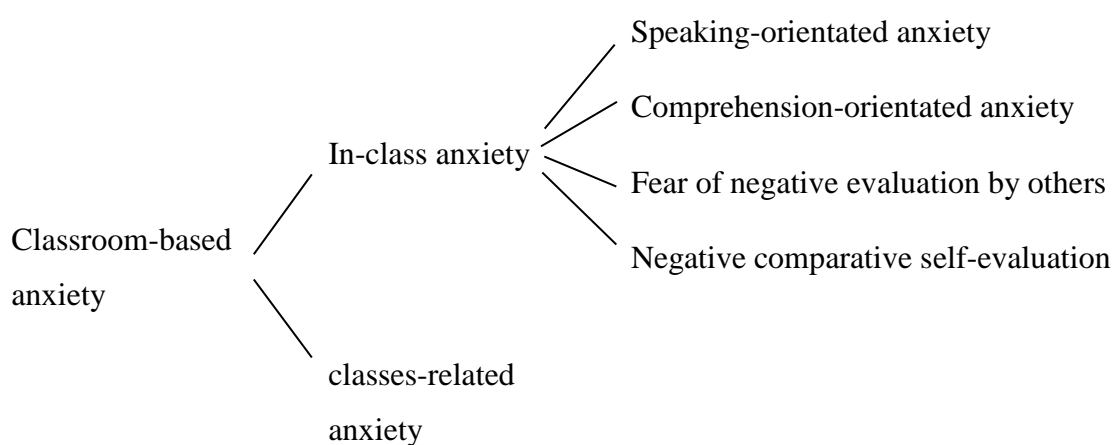 Speaking-orientated anxiety
Comprehension-orientated anxiety
In-class anxiety
Fear of negative evaluation by others
Classroom-based
anxiety
Negative comparative self-evaluation
classes-related
anxiety